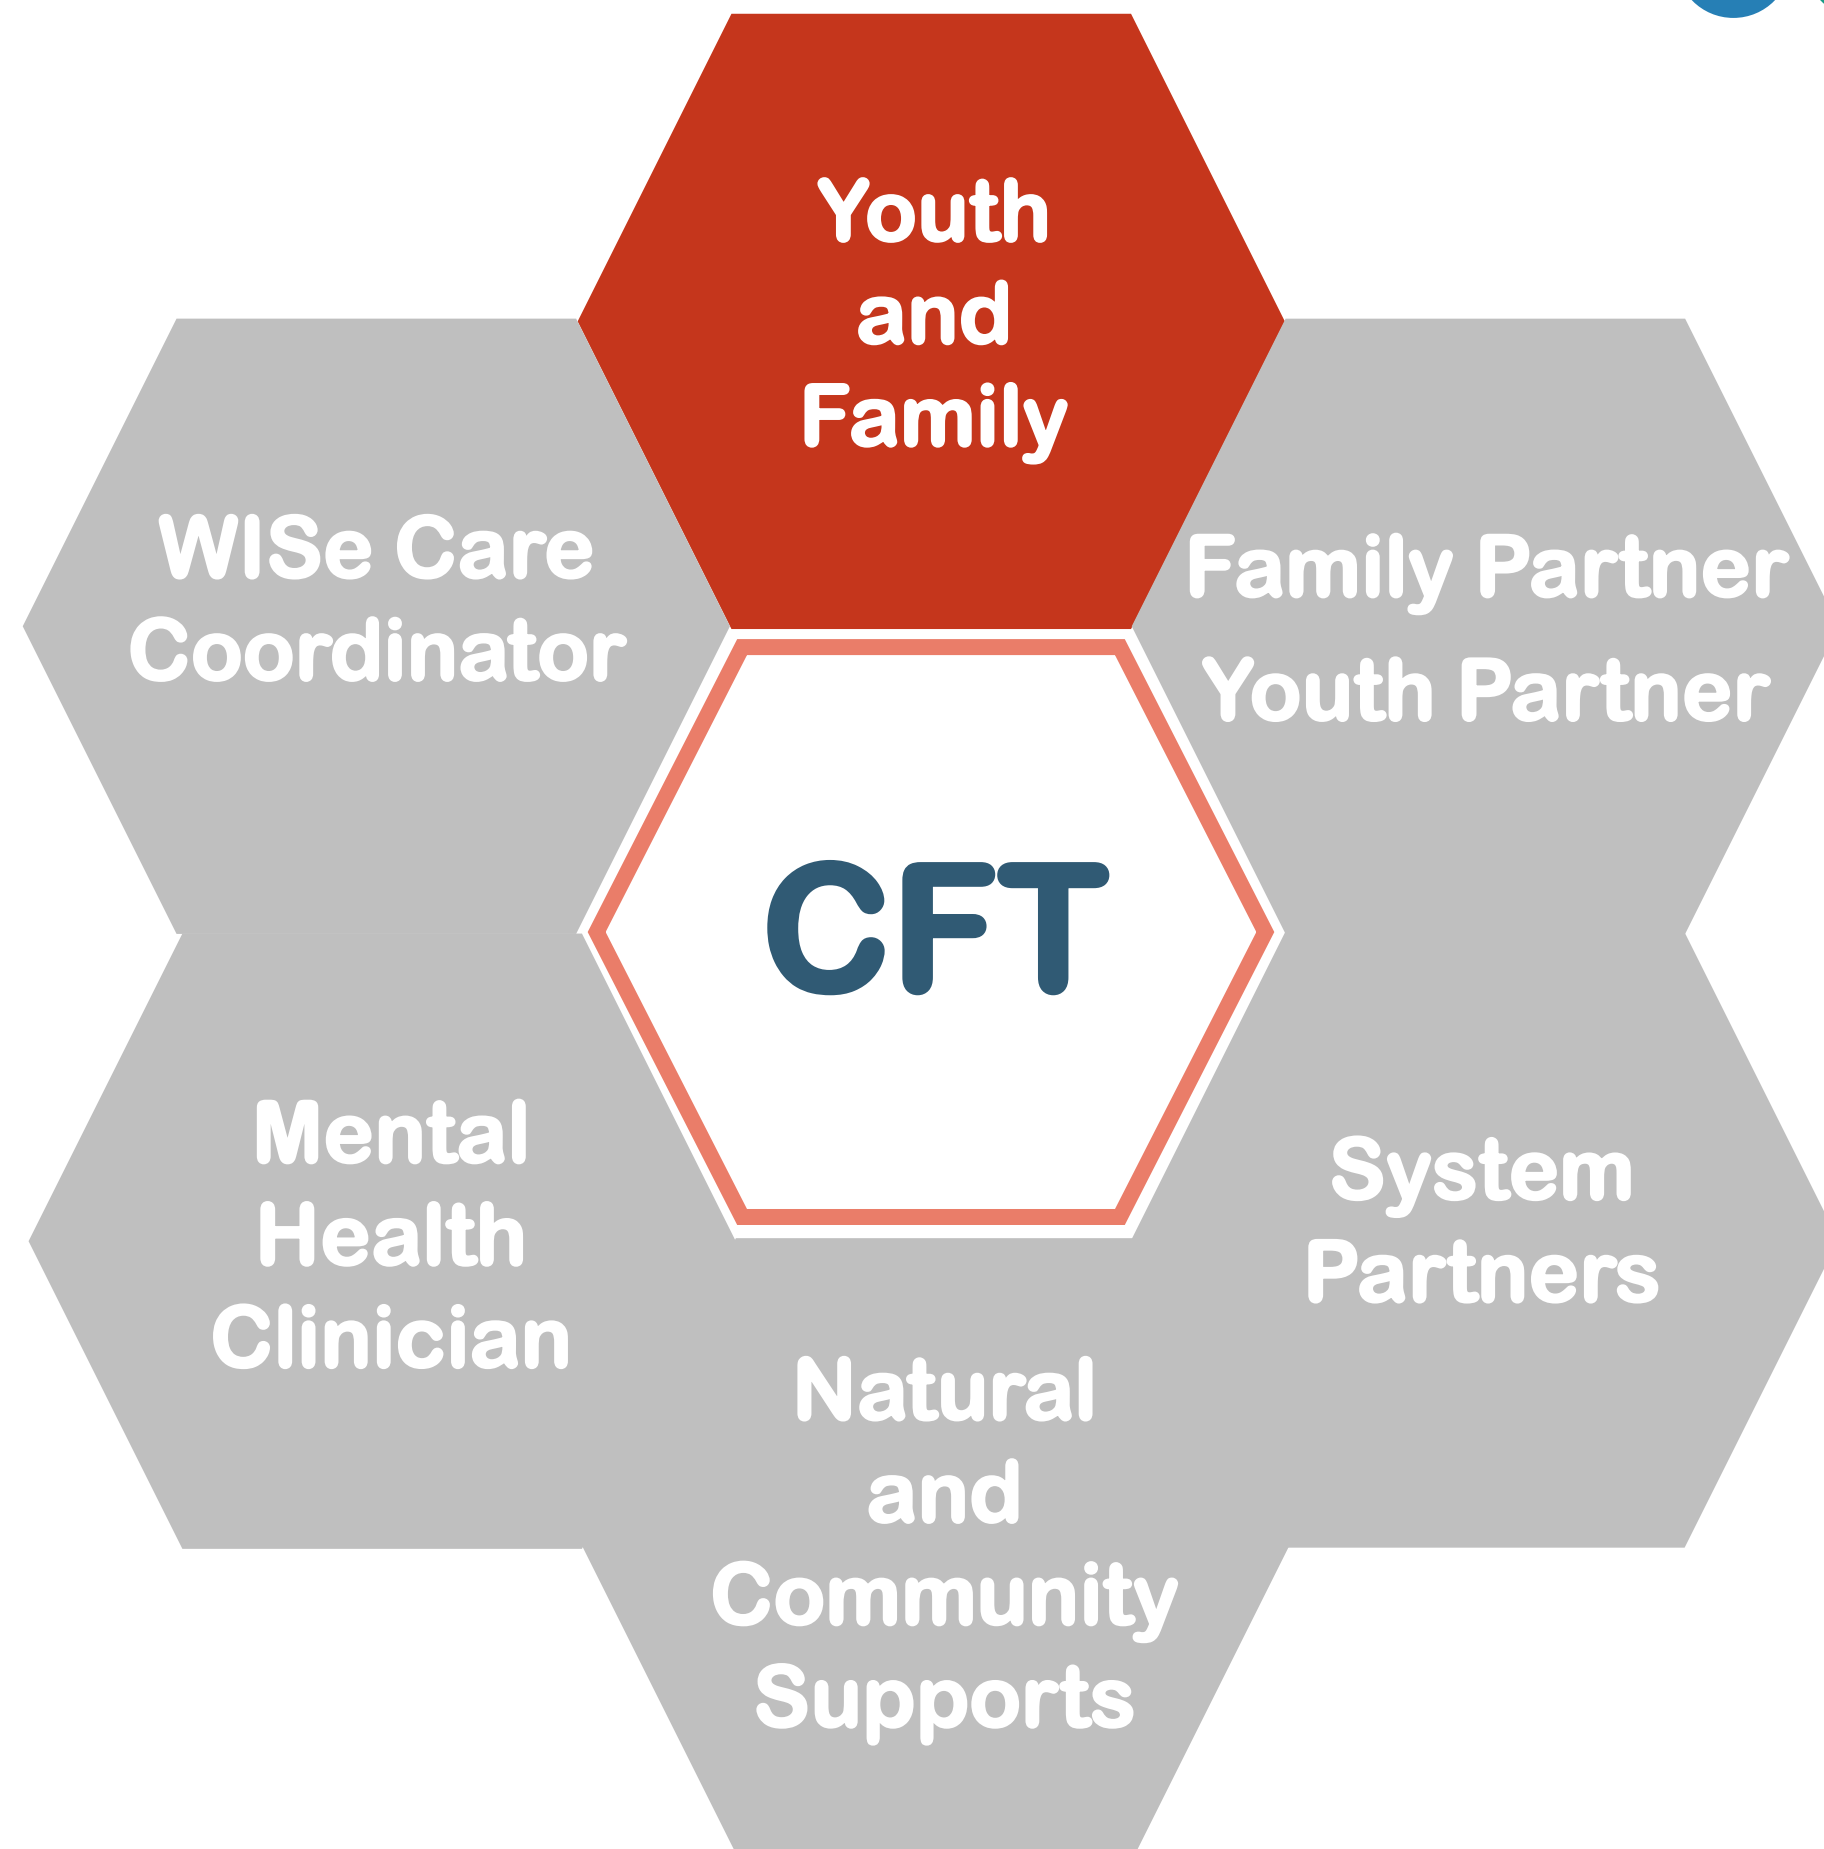 Youth
and
Family
WISe Care
Coordinator
Family Partner
Youth Partner
CFT
Mental
Health
Clinician
System
Partners
Natural
and
Community
Supports